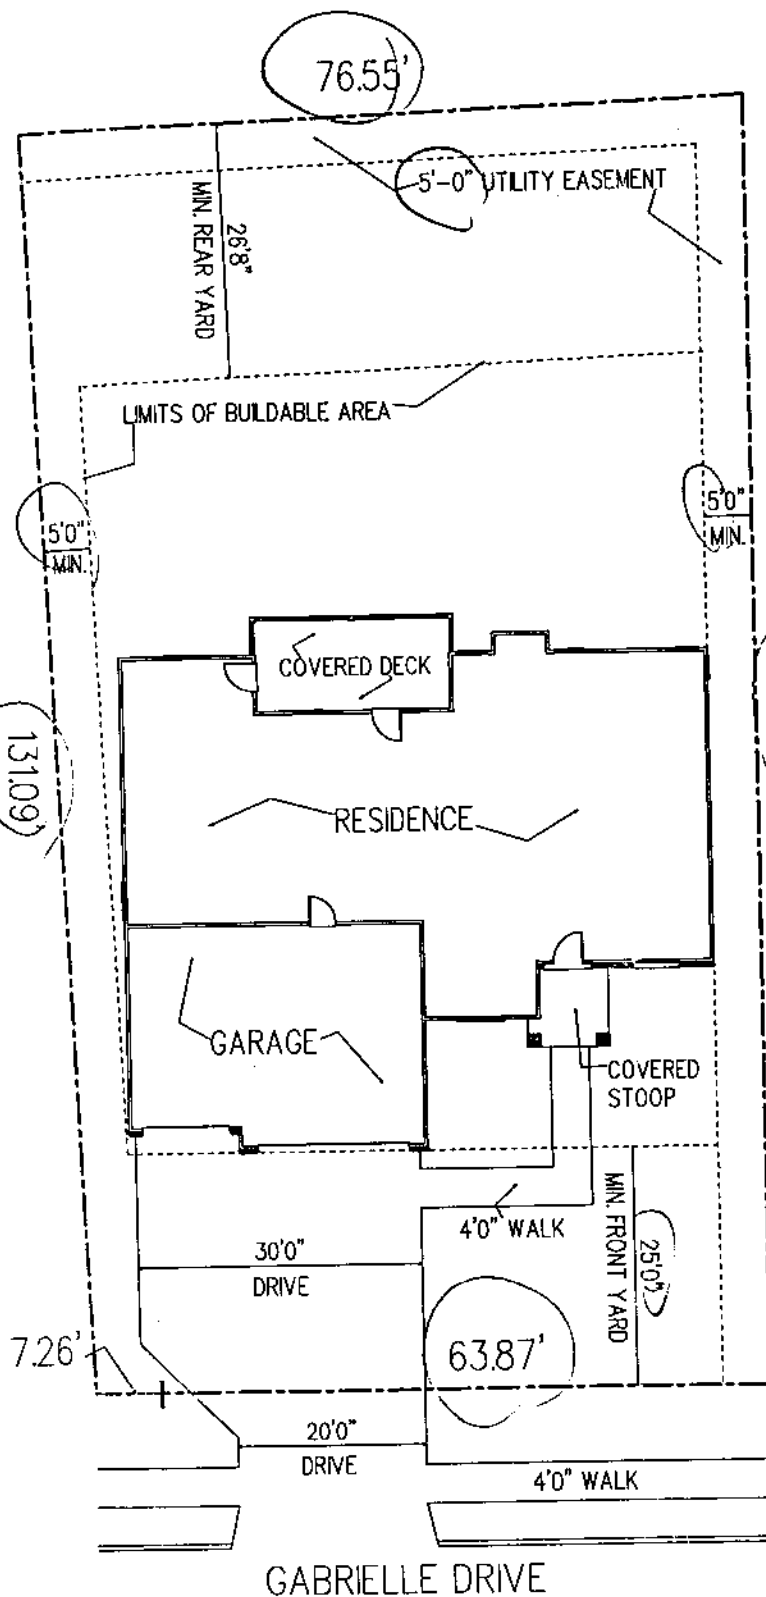 76.55'
5'-0" UTILITY EASEMENT
26'8"
MIN. REAR YARD
LIMITS OF BUILDABLE AREA
5'0"
MIN.
5'0"
MIN.
COVERED DECK
131.09'
RESIDENCE
GARAGE
COVERED
STOOP
4'0" WALK
25'0"
MIN. FRONT YARD
30'0"
DRIVE
7.26'
63.87'
20'0"
DRIVE
4'0" WALK
GABRIELLE DRIVE